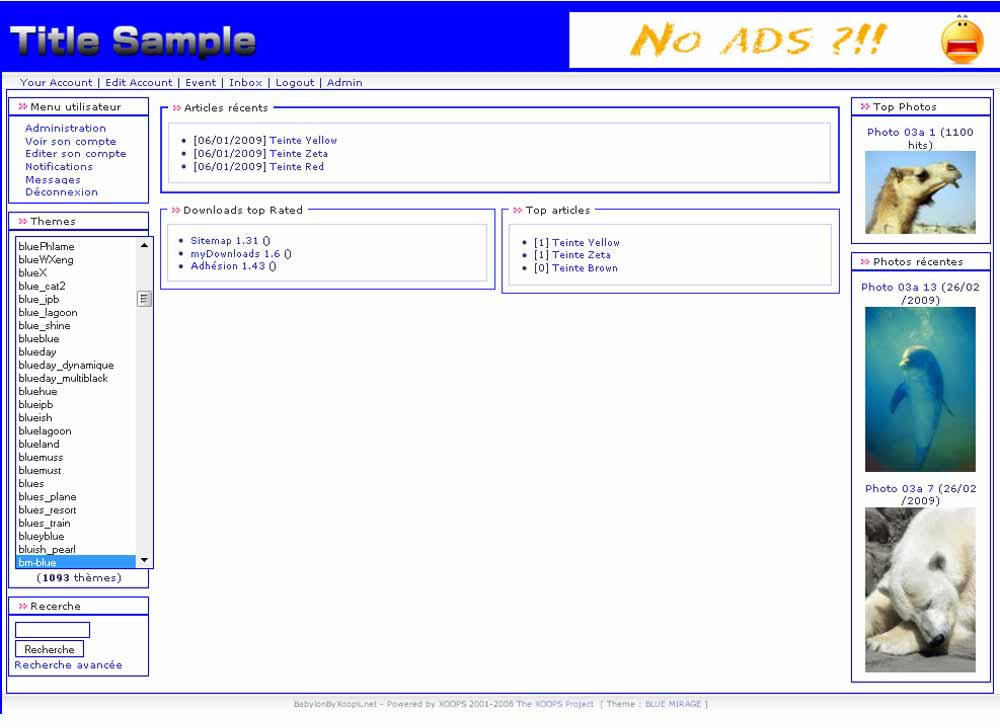 Title Sample
No ADS ?!!
Your Account | Edit Account | Event | Inbox | Logout | Admin
>> Menu utilisateur
Administration
Voir son compte
Editer son compte
Notifications
Messages
Déconnexion
>> Themes
bluePhlame
blueWXeng
blueX
blue_cat2
blue_ipb
blue_lagoon
blue_shine
blueblue
blueday
blueday_dynamique
blueday_multiblack
bluehue
blueipb
blueish
bluelagoon
blueland
bluemuss
bluemust
blues
blues_plane
blues_resort
blues_train
blueyblue
bluish_pearl
bm-blue
(1093 thèmes)
>> Recerche
Recherche
Recherche avancée
>> Articles récents
[06/01/2009] Teinte Yellow
[06/01/2009] Teinte Zeta
[06/01/2009] Teinte Red
>> Downloads top Rated
Sitemap 1.31 ()
myDownloads 1.6 ()
Adhésion 1.43 ()
>> Top articles
[1] Teinte Yellow
[1] Teinte Zeta
[0] Teinte Brown
>> Top Photos
Photo 03a 1 (1100
hits)
>> Photos récentes
Photo 03a 13 (26/02
/2009)
Photo 03a 7 (26/02
/2009)
BabylonByXoops.net - Powered by XOOPS 2001-2008 The XOOPS Project [ Theme : BLUE MIRAGE ]